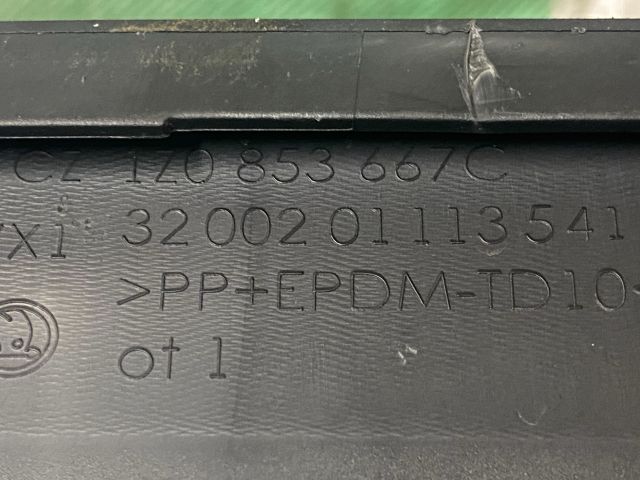 CZ 1Z0 853 667C
X1 32 002 01 113 541
>PP+EPDM-TD10<
ot 1